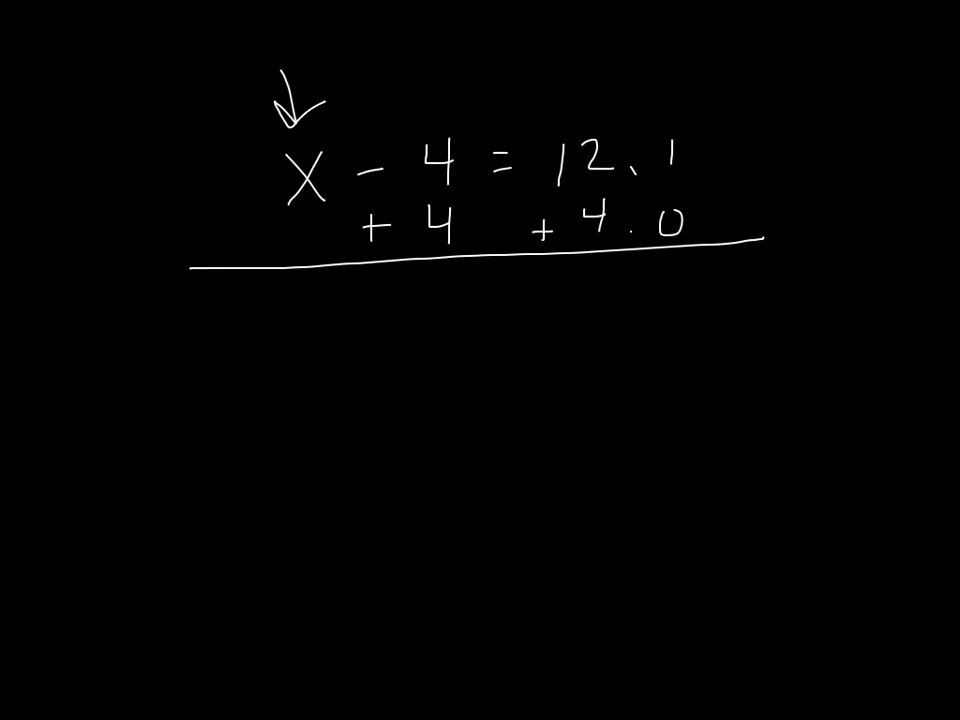 X - 4 = 12.1
+ 4 + 4.0